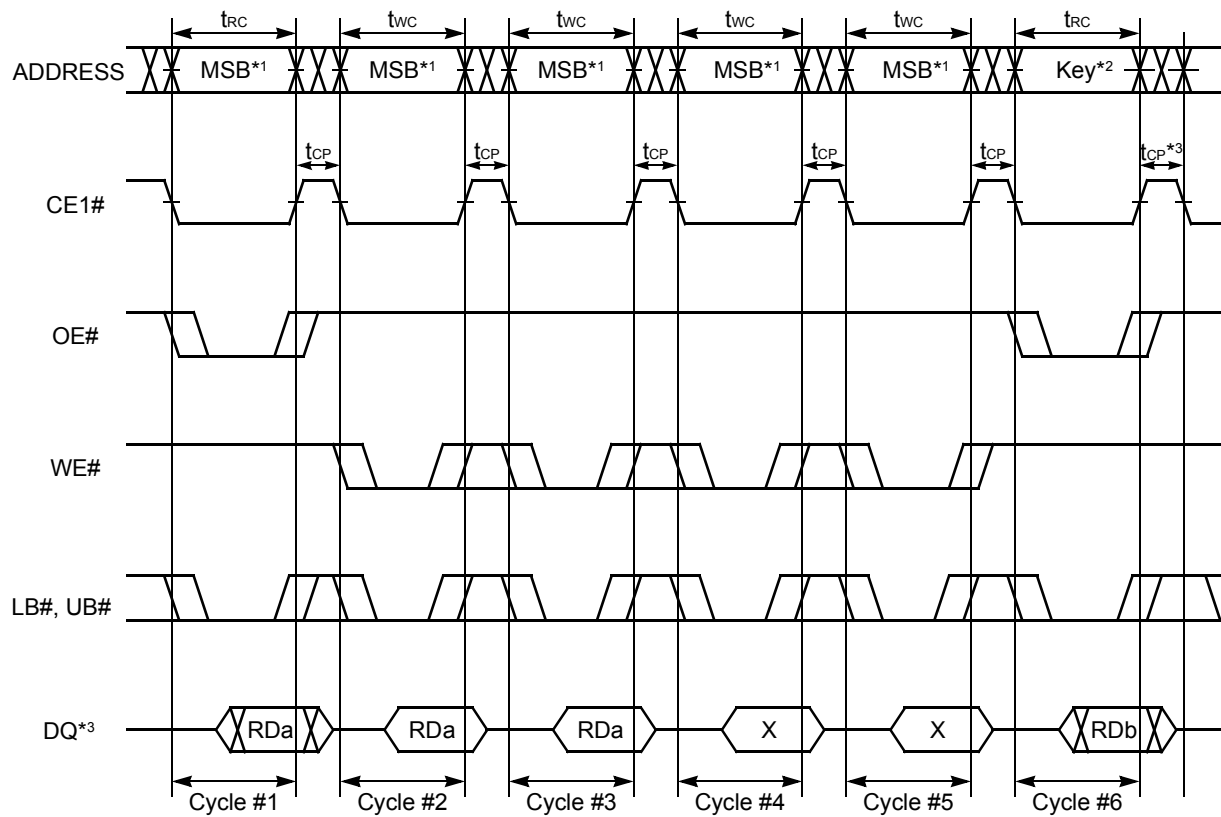 tRC tWC tWC tWC tWC tRC
ADDRESS MSB*1 MSB*1 MSB*1 MSB*1 MSB*1 Key*2
tCP tCP tCP tCP tCP tCP*3
CE1#
OE#
WE#
LB#, UB#
DQ*3 RDa RDa RDa X X RDb
Cycle #1 Cycle #2 Cycle #3 Cycle #4 Cycle #5 Cycle #6